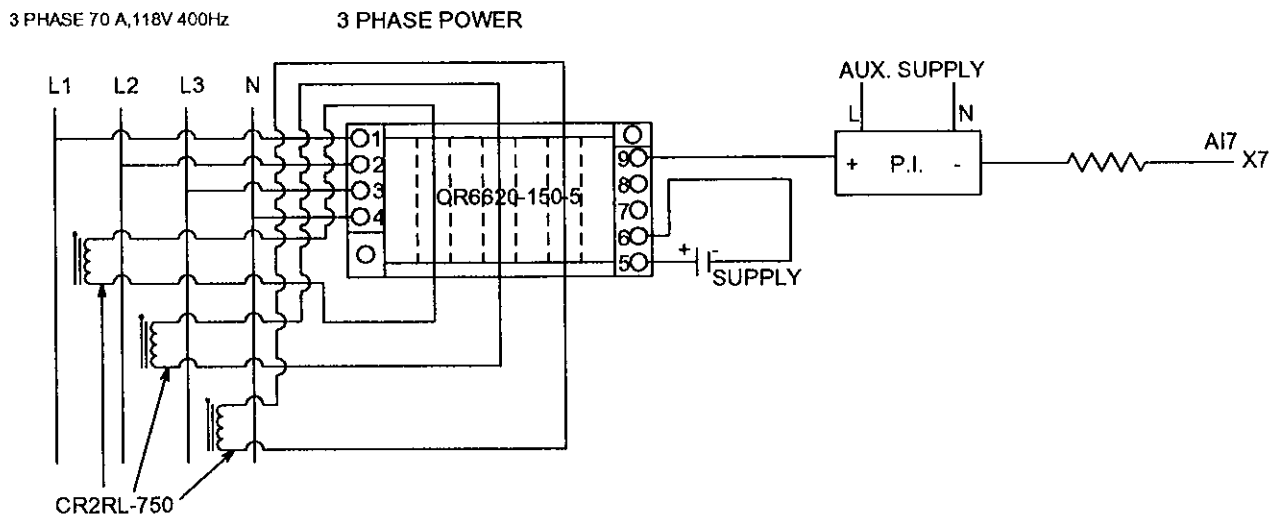 3 PHASE 70 A,118V 400Hz
3 PHASE POWER
L1 L2 L3 N
AUX. SUPPLY
L N
1
2
3
4
9
8
7
6
5
CR6620-150-5
+ P.I. -
AI7
X7
+ -
SUPPLY
CR2RL-750